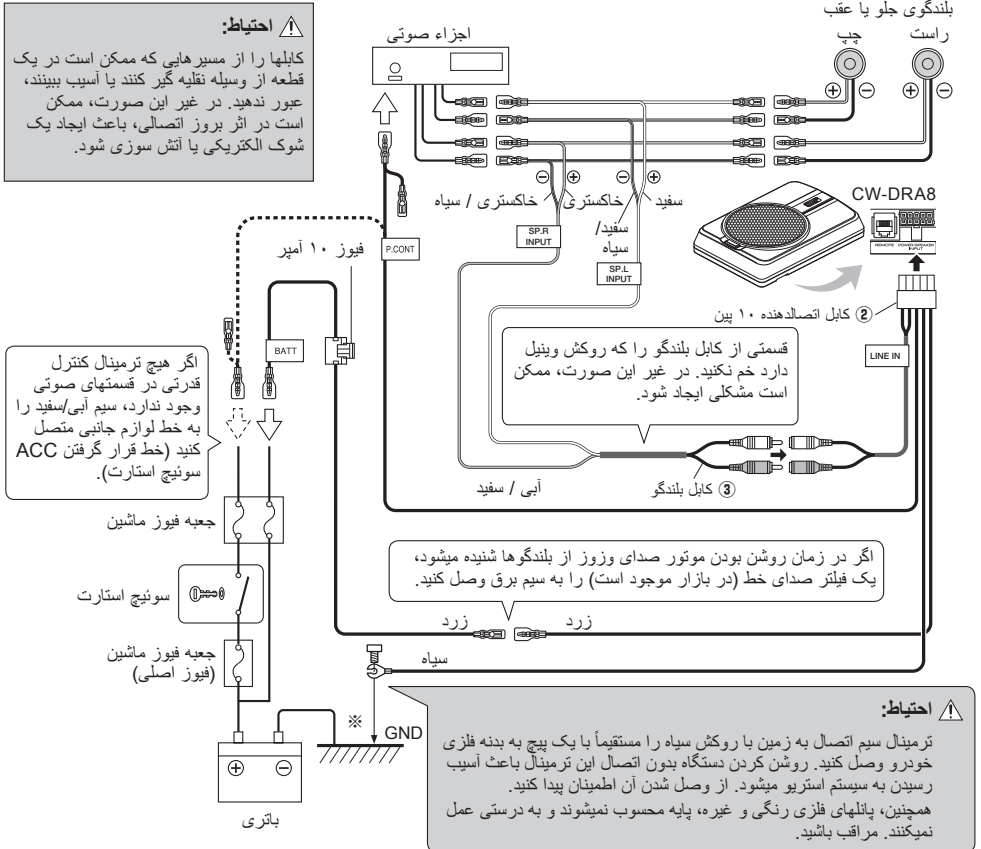 احتیاط:
کابلها را از مسیرهایی که ممکن است در یک
قطعه از وسیله نقلیه گیر کنند یا آسیب ببینند،
عبور ندهید. در غیر این صورت، ممکن
است در اثر بروز اتصالی، باعث ایجاد یک
شوک الکتریکی یا آتش سوزی شود.
اجزاء صوتی
بلندگوی جلو یا عقب
راست
چپ
سفید
سفید/
سیاه
خاکستری
خاکستری / سیاه
SP.R
INPUT
SP.L
INPUT
CW-DRA8
REMOTE POWER/SPEAKER
INPUT
② کابل اتصالدهنده ۱۰ پین
LINE IN
P.CONT
فیوز ۱۰ آمپر
BATT
قسمتی از کابل بلندگو را که روکش وینیل
دارد خم نکنید. در غیر این صورت، ممکن
است مشکلی ایجاد شود.
③ کابل بلندگو
آبی / سفید
اگر هیچ ترمینال کنترل
قدرتی در قسمتهای صوتی
وجود ندارد، سیم آبی/سفید را
به خط لوازم جانبی متصل
کنید (خط قرار گرفتن ACC
سوئیچ استارت).
جعبه فیوز ماشین
سوئیچ استارت
جعبه فیوز ماشین
(فیوز اصلی)
باتری
اگر در زمان روشن بودن موتور صدای وزوز از بلندگوها شنیده میشود،
یک فیلتر صدای خط (در بازار موجود است) را به سیم برق وصل کنید.
زرد
زرد
سیاه
※
GND
احتیاط:
ترمینال سیم اتصال به زمین با روکش سیاه را مستقیماً با یک پیچ به بدنه فلزی
خودرو وصل کنید. روشن کردن دستگاه بدون اتصال این ترمینال باعث آسیب
رسیدن به سیستم استریو میشود. از وصل شدن آن اطمینان پیدا کنید.
همچنین، پانلهای فلزی رنگی و غیره، پایه محسوب نمیشوند و به درستی عمل
نمیکنند. مراقب باشید.